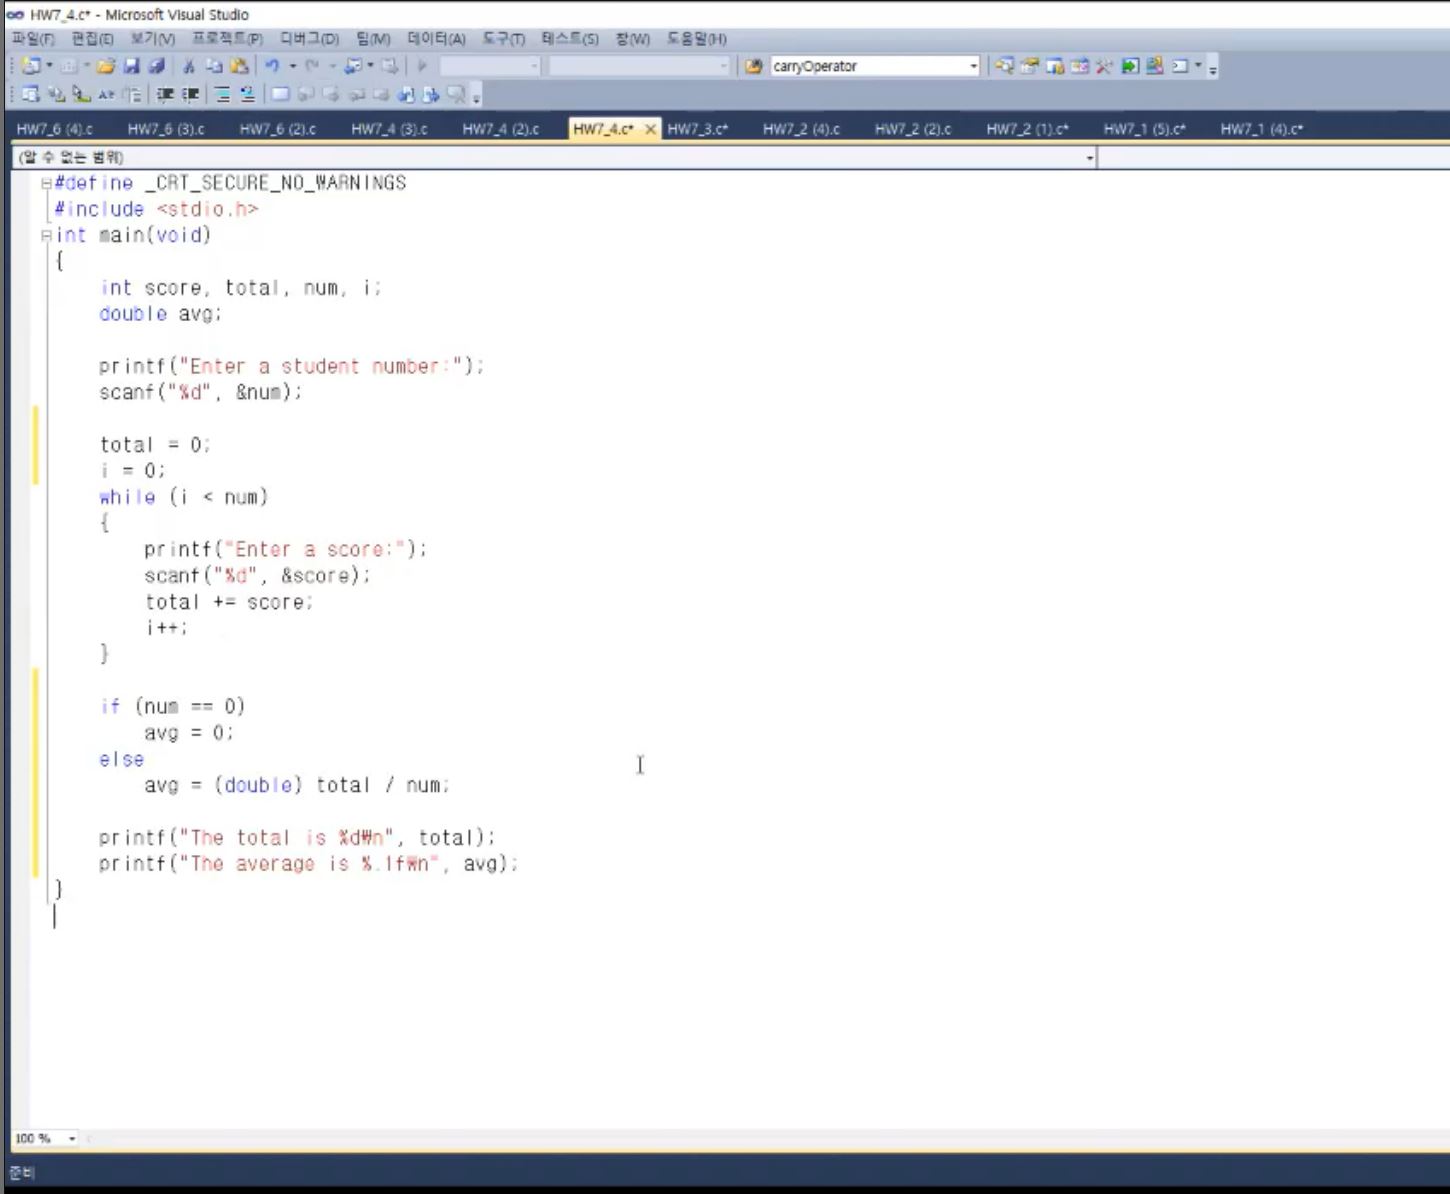 HW7_4.c* - Microsoft Visual Studio
파일(F) 편집(E) 보기(V) 프로젝트(P) 디버그(D) 팀(M) 데이터(A) 도구(T) 테스트(S) 창(W) 도움말(H)
carryOperator
HW7_6 (4).c HW7_6 (3).c HW7_6 (2).c HW7_4 (3).c HW7_4 (2).c HW7_4.c* HW7_3.c* HW7_2 (4).c HW7_2 (2).c HW7_2 (1).c* HW7_1 (5).c* HW7_1 (4).c*
(알 수 없는 범위)
#define _CRT_SECURE_NO_WARNINGS
#include <stdio.h>
int main(void)
{
int score, total, num, i;
double avg;
printf("Enter a student number:");
scanf("%d", &num);
total = 0;
i = 0;
while (i < num)
{
printf("Enter a score:");
scanf("%d", &score);
total += score;
i++;
}
if (num == 0)
avg = 0;
else
avg = (double) total / num;
printf("The total is %d₩n", total);
printf("The average is %.1f₩n", avg);
}
100 %
준비